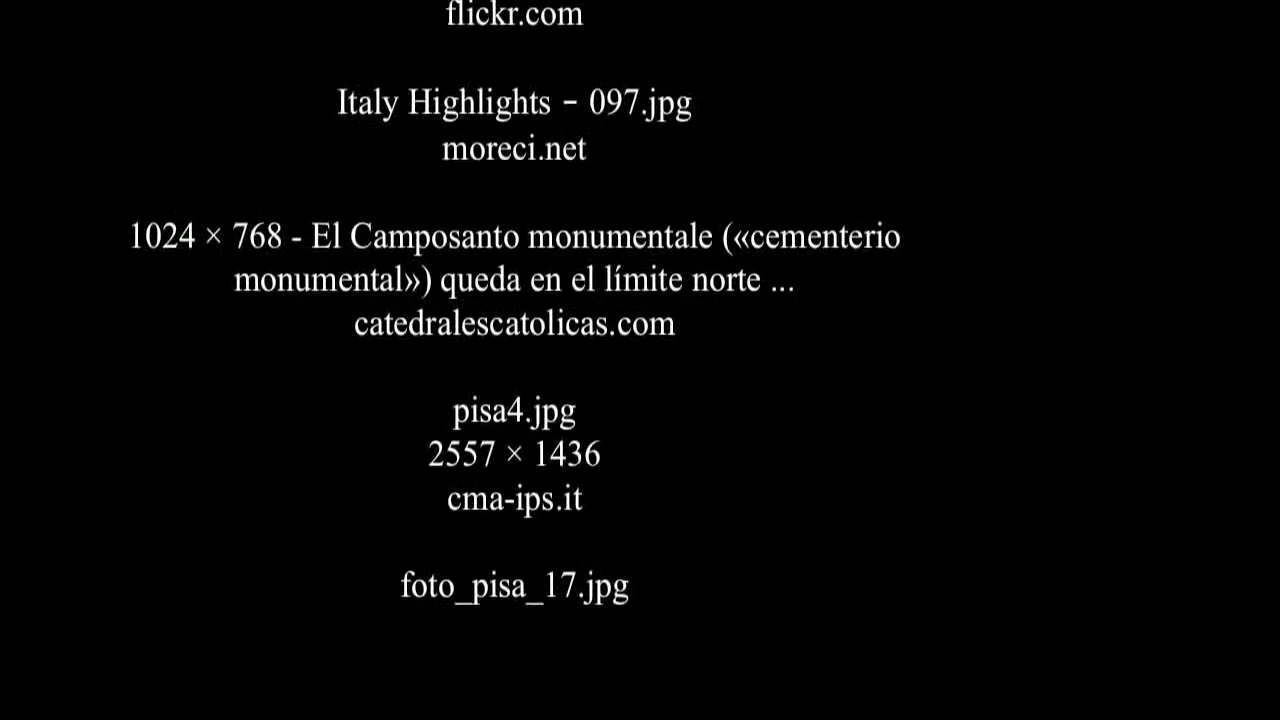 flickr.com
Italy Highlights - 097.jpg
moreci.net
1024 × 768 - El Camposanto monumentale («cementerio
monumental») queda en el límite norte ...
catedralescatolicas.com
pisa4.jpg
2557 × 1436
cma-ips.it
foto_pisa_17.jpg